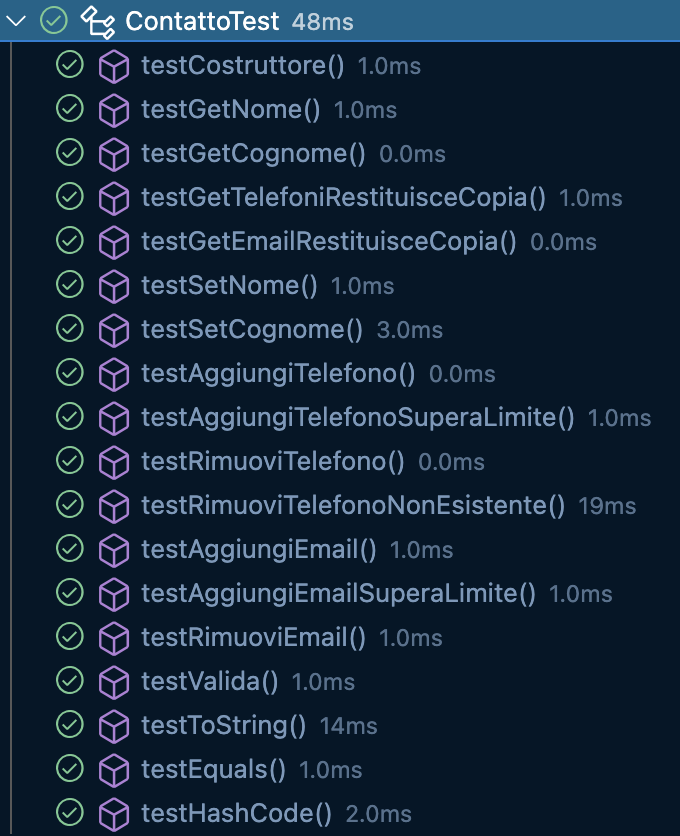 ContattoTest 48ms
testCostruttore() 1.0ms
testGetNome() 1.0ms
testGetCognome() 0.0ms
testGetTelefoniRestituisceCopia() 1.0ms
testGetEmailRestituisceCopia() 0.0ms
testSetNome() 1.0ms
testSetCognome() 3.0ms
testAggiungiTelefono() 0.0ms
testAggiungiTelefonoSuperaLimite() 1.0ms
testRimuoviTelefono() 0.0ms
testRimuoviTelefonoNonEsistente() 19ms
testAggiungiEmail() 1.0ms
testAggiungiEmailSuperaLimite() 1.0ms
testRimuoviEmail() 1.0ms
testValida() 1.0ms
testToString() 14ms
testEquals() 1.0ms
testHashCode() 2.0ms